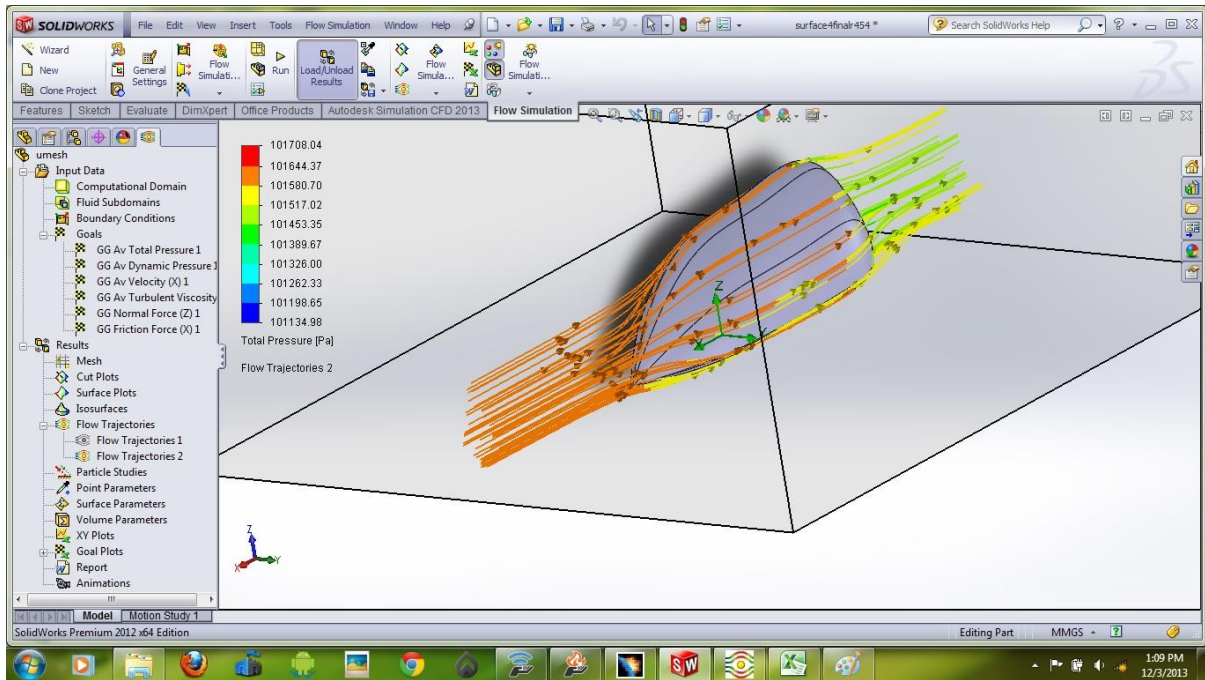 SOLIDWORKS File Edit View Insert Tools Flow Simulation Window Help surface4finalr454 * Search SolidWorks Help
Wizard
New
Clone Project
General Settings
Flow Simulati...
Run
Load/Unload Results
Flow Simula...
Flow Simulati...
Features Sketch Evaluate DimXpert Office Products Autodesk Simulation CFD 2013 Flow Simulation
umesh
Input Data
Computational Domain
Fluid Subdomains
Boundary Conditions
Goals
GG Av Total Pressure 1
GG Av Dynamic Pressure 1
GG Av Velocity (X) 1
GG Av Turbulent Viscosity
GG Normal Force (Z) 1
GG Friction Force (X) 1
Results
Mesh
Cut Plots
Surface Plots
Isosurfaces
Flow Trajectories
Flow Trajectories 1
Flow Trajectories 2
Particle Studies
Point Parameters
Surface Parameters
Volume Parameters
XY Plots
Goal Plots
Report
Animations
101708.04
101644.37
101580.70
101517.02
101453.35
101389.67
101326.00
101262.33
101198.65
101134.98
Total Pressure [Pa]
Flow Trajectories 2
Z
X
Y
Z
X
Y
Model Motion Study 1
SolidWorks Premium 2012 x64 Edition Editing Part MMGS
SW
1:09 PM
12/3/2013